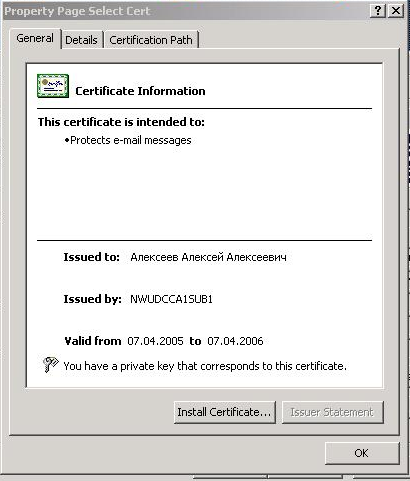 Property Page Select Cert
General Details Certification Path
Certificate Information
This certificate is intended to:
•Protects e-mail messages
Issued to: Алексеев Алексей Алексеевич
Issued by: NWUDCCA1SUB1
Valid from 07.04.2005 to 07.04.2006
You have a private key that corresponds to this certificate.
Install Certificate... Issuer Statement
OK